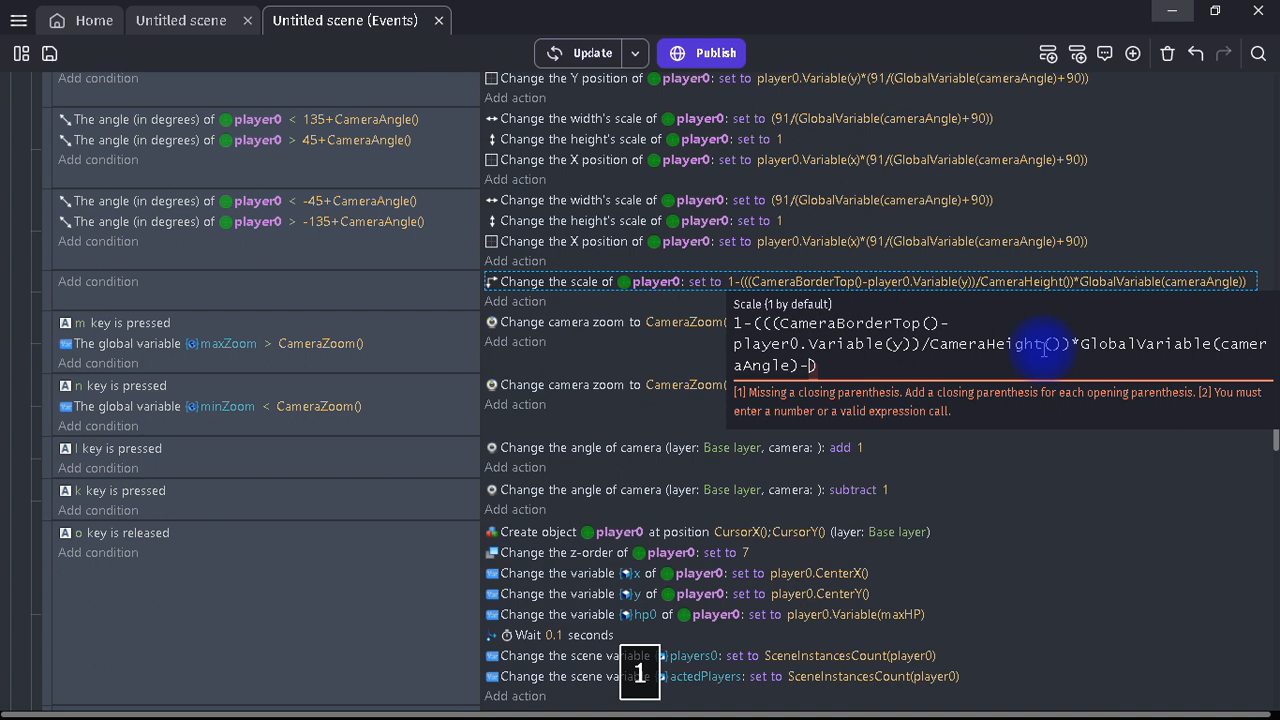 Home
Untitled scene
Untitled scene (Events)
Update
Publish
Add condition
Change the Y position of player0: set to player0.Variable(y)*(91/(GlobalVariable(cameraAngle)+90))
Add action
The angle (in degrees) of player0 < 135+CameraAngle()
The angle (in degrees) of player0 > 45+CameraAngle()
Add condition
Change the width's scale of player0: set to (91/(GlobalVariable(cameraAngle)+90))
Change the height's scale of player0: set to 1
Change the X position of player0: set to player0.Variable(x)*(91/(GlobalVariable(cameraAngle)+90))
Add action
The angle (in degrees) of player0 < -45+CameraAngle()
The angle (in degrees) of player0 > -135+CameraAngle()
Add condition
Change the width's scale of player0: set to (91/(GlobalVariable(cameraAngle)+90))
Change the height's scale of player0: set to 1
Change the X position of player0: set to player0.Variable(x)*(91/(GlobalVariable(cameraAngle)+90))
Add action
Add condition
Change the scale of player0: set to 1-(((CameraBorderTop()-player0.Variable(y))/CameraHeight())*GlobalVariable(cameraAngle))
Add action
Scale (1 by default)
1-(((CameraBorderTop()-
player0.Variable(y))/CameraHeight())*GlobalVariable(camer
aAngle)-)
[1] Missing a closing parenthesis. Add a closing parenthesis for each opening parenthesis. [2] You must
enter a number or a valid expression call.
m key is pressed
The global variable maxZoom > CameraZoom()
Add condition
Change camera zoom to CameraZoom(
Add action
n key is pressed
The global variable minZoom < CameraZoom()
Add condition
Change camera zoom to CameraZoom(
Add action
l key is pressed
Add condition
Change the angle of camera (layer: Base layer, camera: ): add 1
Add action
k key is pressed
Add condition
Change the angle of camera (layer: Base layer, camera: ): subtract 1
Add action
o key is released
Add condition
Create object player0 at position CursorX();CursorY() (layer: Base layer)
Change the z-order of player0: set to 7
Change the variable x of player0: set to player0.CenterX()
Change the variable y of player0: set to player0.CenterY()
Change the variable hp0 of player0: set to player0.Variable(maxHP)
Wait 0.1 seconds
Change the scene variable players0: set to SceneInstancesCount(player0)
Change the scene variable actedPlayers: set to SceneInstancesCount(player0)
Add action
1